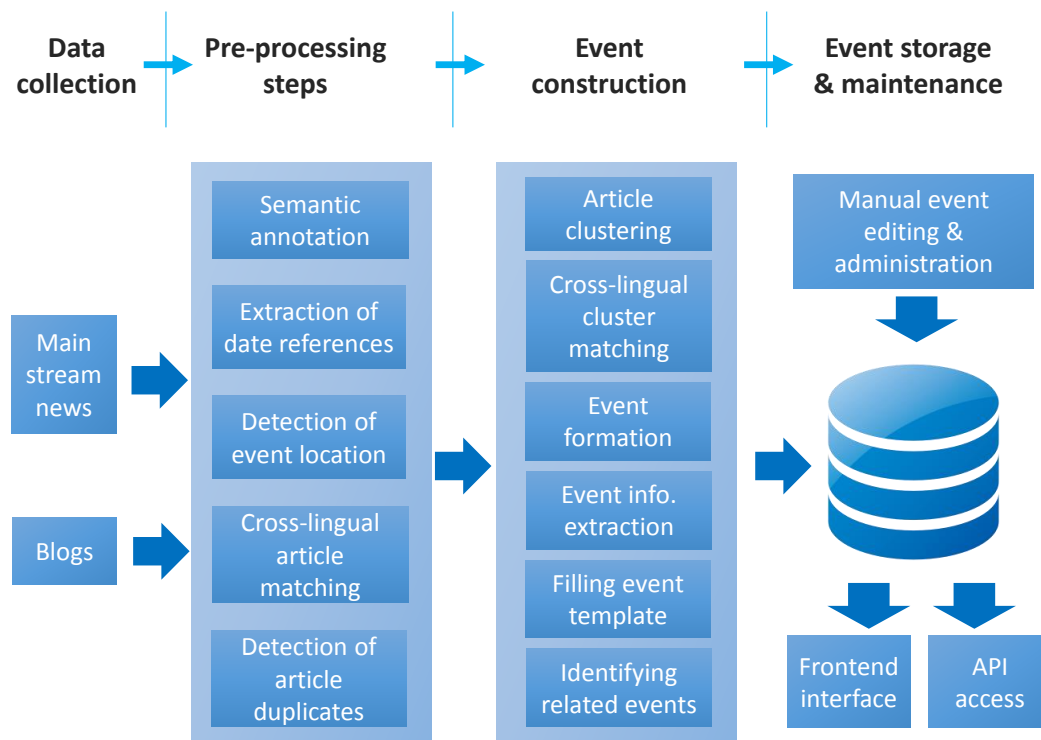 Data
collection
Pre-processing
steps
Event
construction
Event storage
& maintenance
Main
stream
news
Blogs
Semantic
annotation
Extraction of
date references
Detection of
event location
Cross-lingual
article
matching
Detection of
article
duplicates
Article
clustering
Cross-lingual
cluster
matching
Event
formation
Event info.
extraction
Filling event
template
Identifying
related events
Manual event
editing &
administration
Frontend
interface
API
access